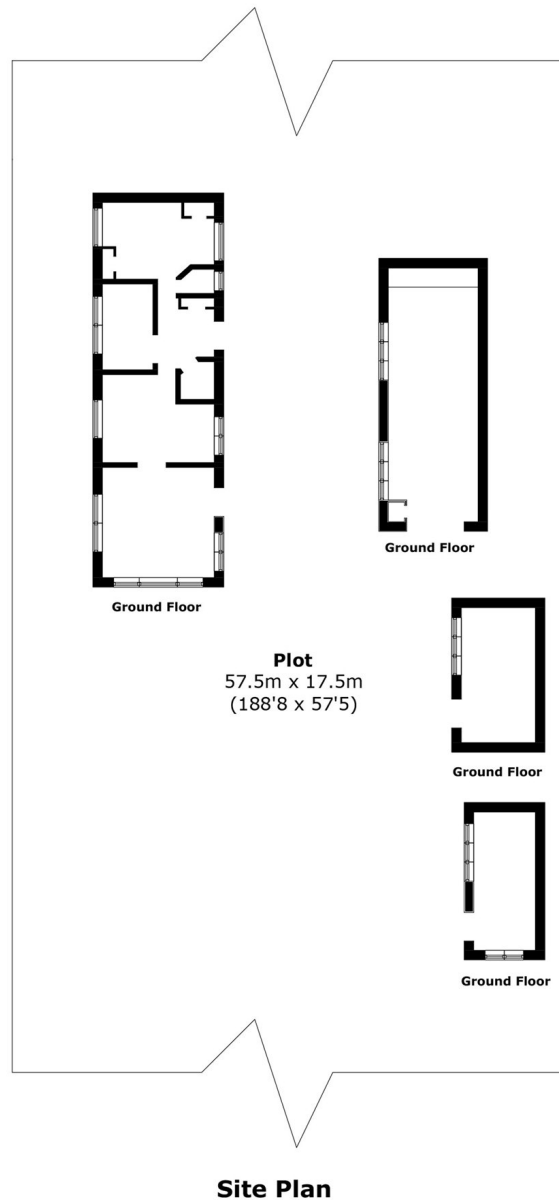 Ground Floor
Ground Floor
Plot
57.5m x 17.5m
(188'8 x 57'5)
Ground Floor
Ground Floor
Site Plan